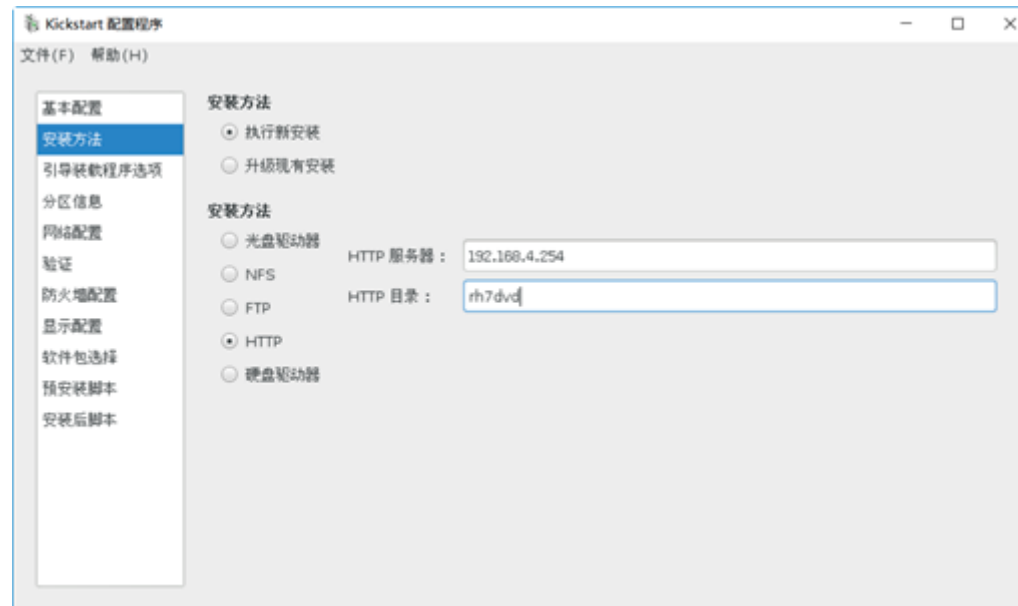 Kickstart 配置程序
文件(F) 帮助(H)
基本配置
安装方法
引导装载程序选项
分区信息
网络配置
验证
防火墙配置
显示配置
软件包选择
预安装脚本
安装后脚本
安装方法
执行新安装
升级现有安装
安装方法
光盘驱动器
NFS
FTP
HTTP
硬盘驱动器
HTTP 服务器： 192.168.4.254
HTTP 目录： rh7dvd